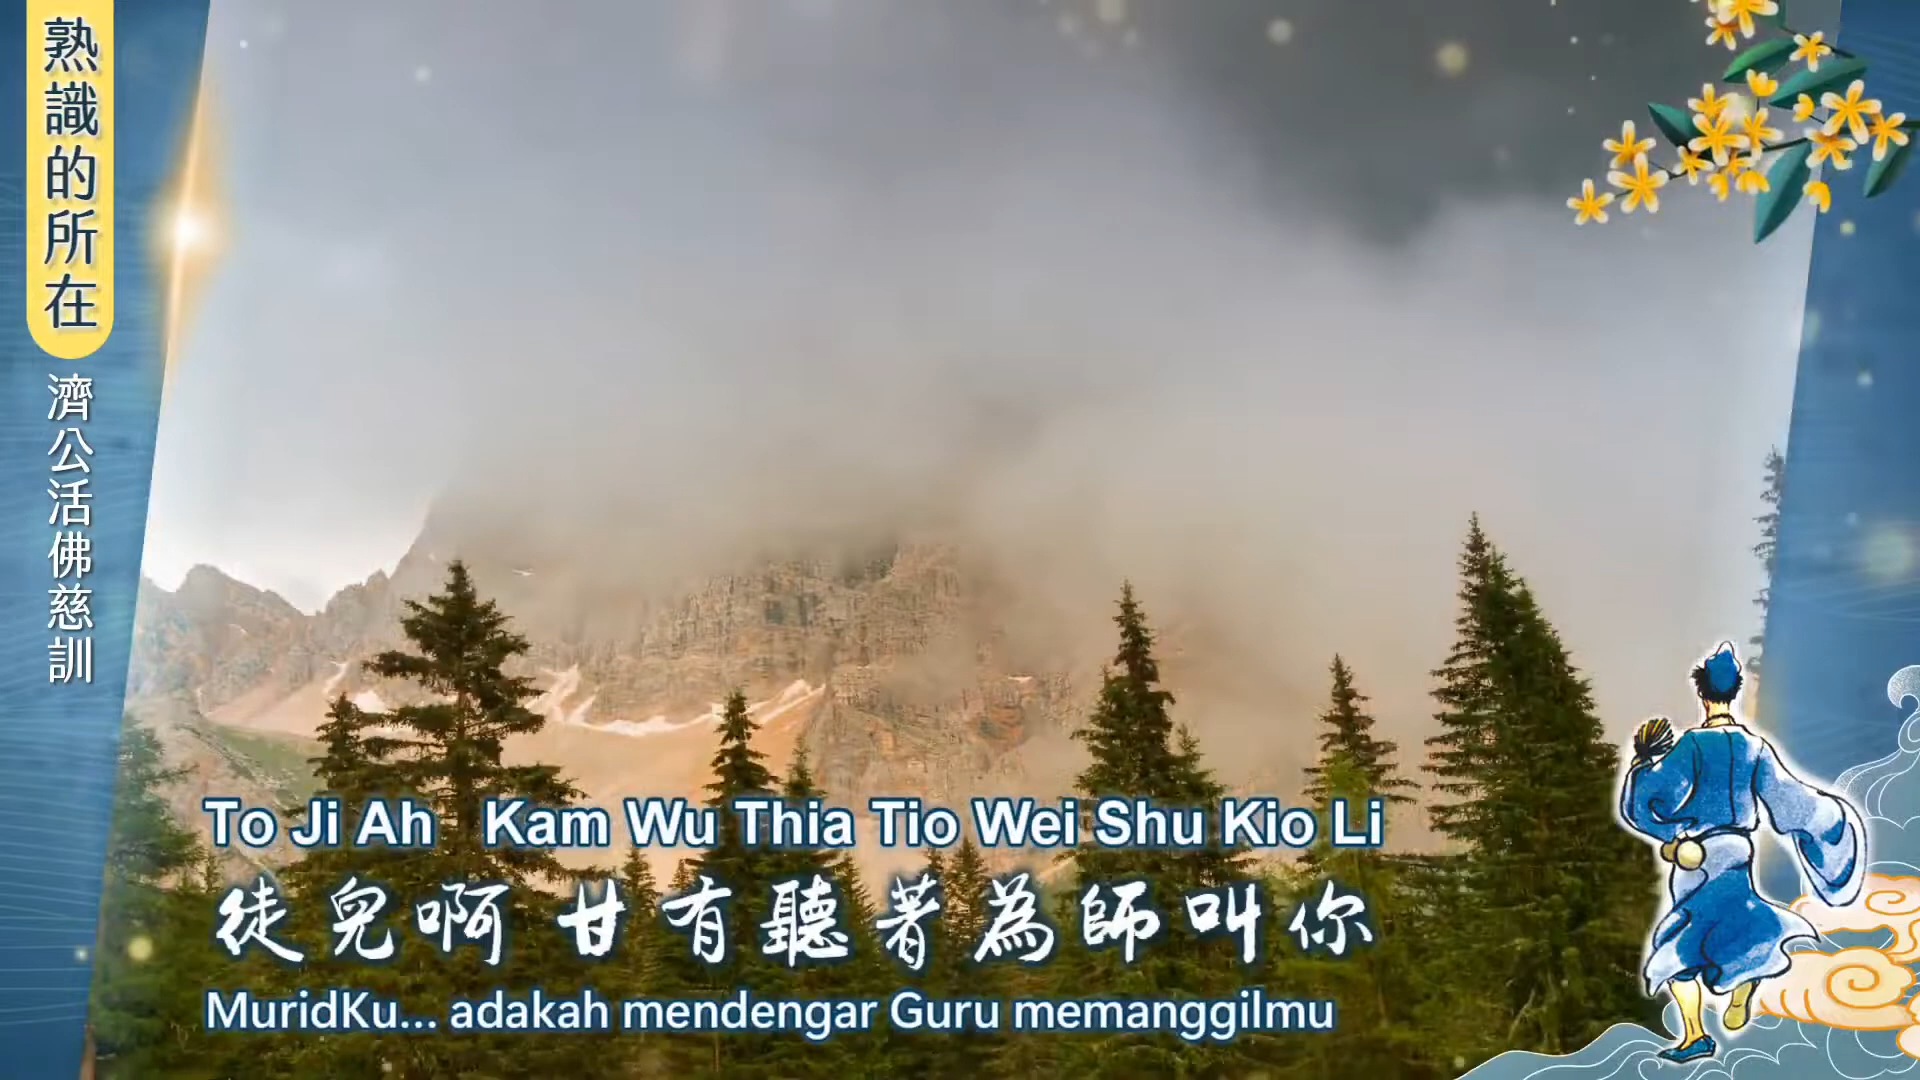 熟識的所在
濟公活佛慈訓
To Ji Ah Kam Wu Thia Tio Wei Shu Kio Li
徒兒啊 甘有聽著為師叫你
MuridKu... adakah mendengar Guru memanggilmu